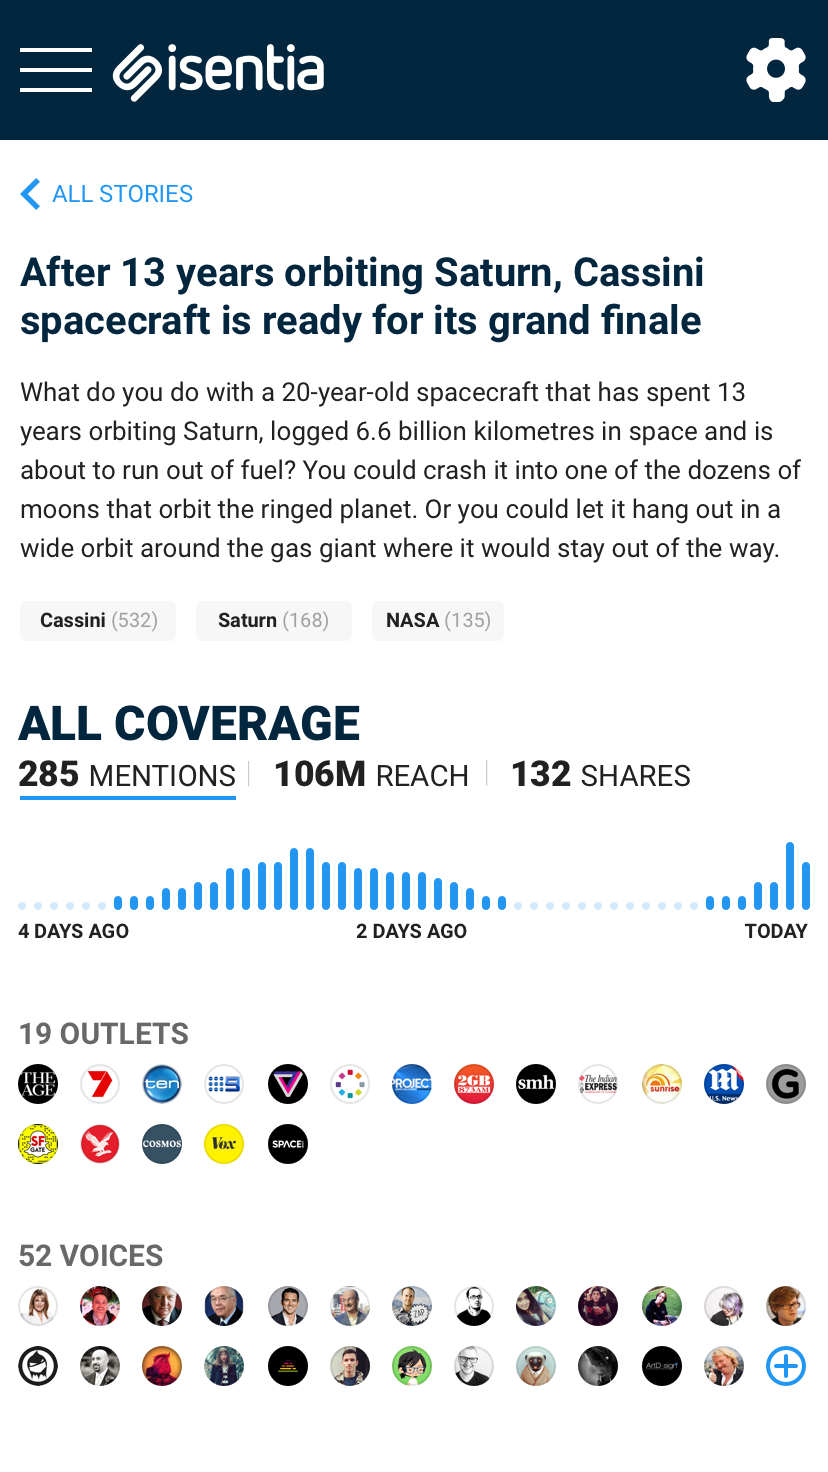 isentia
ALL STORIES
After 13 years orbiting Saturn, Cassini
spacecraft is ready for its grand finale
What do you do with a 20-year-old spacecraft that has spent 13
years orbiting Saturn, logged 6.6 billion kilometres in space and is
about to run out of fuel? You could crash it into one of the dozens of
moons that orbit the ringed planet. Or you could let it hang out in a
wide orbit around the gas giant where it would stay out of the way.
Cassini (532) Saturn (168) NASA (135)
ALL COVERAGE
285 MENTIONS 106M REACH 132 SHARES
4 DAYS AGO 2 DAYS AGO TODAY
19 OUTLETS
THE AGE 7 ten 9 PROJECT 2GB 873AM smh The Indian EXPRESS sunrise m U.S. News G
SF GATE COSMOS Vox SPACE
52 VOICES